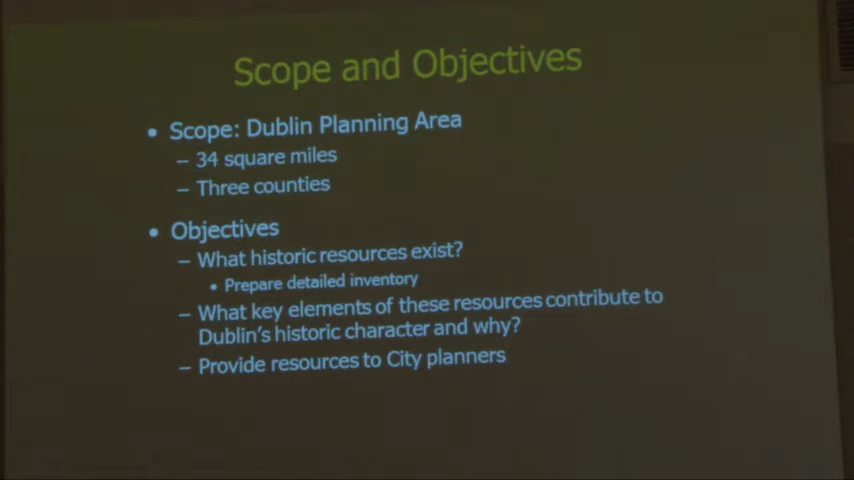 Scope and Objectives
• Scope: Dublin Planning Area
– 34 square miles
– Three counties
• Objectives
– What historic resources exist?
• Prepare detailed inventory
– What key elements of these resources contribute to
Dublin's historic character and why?
– Provide resources to City planners